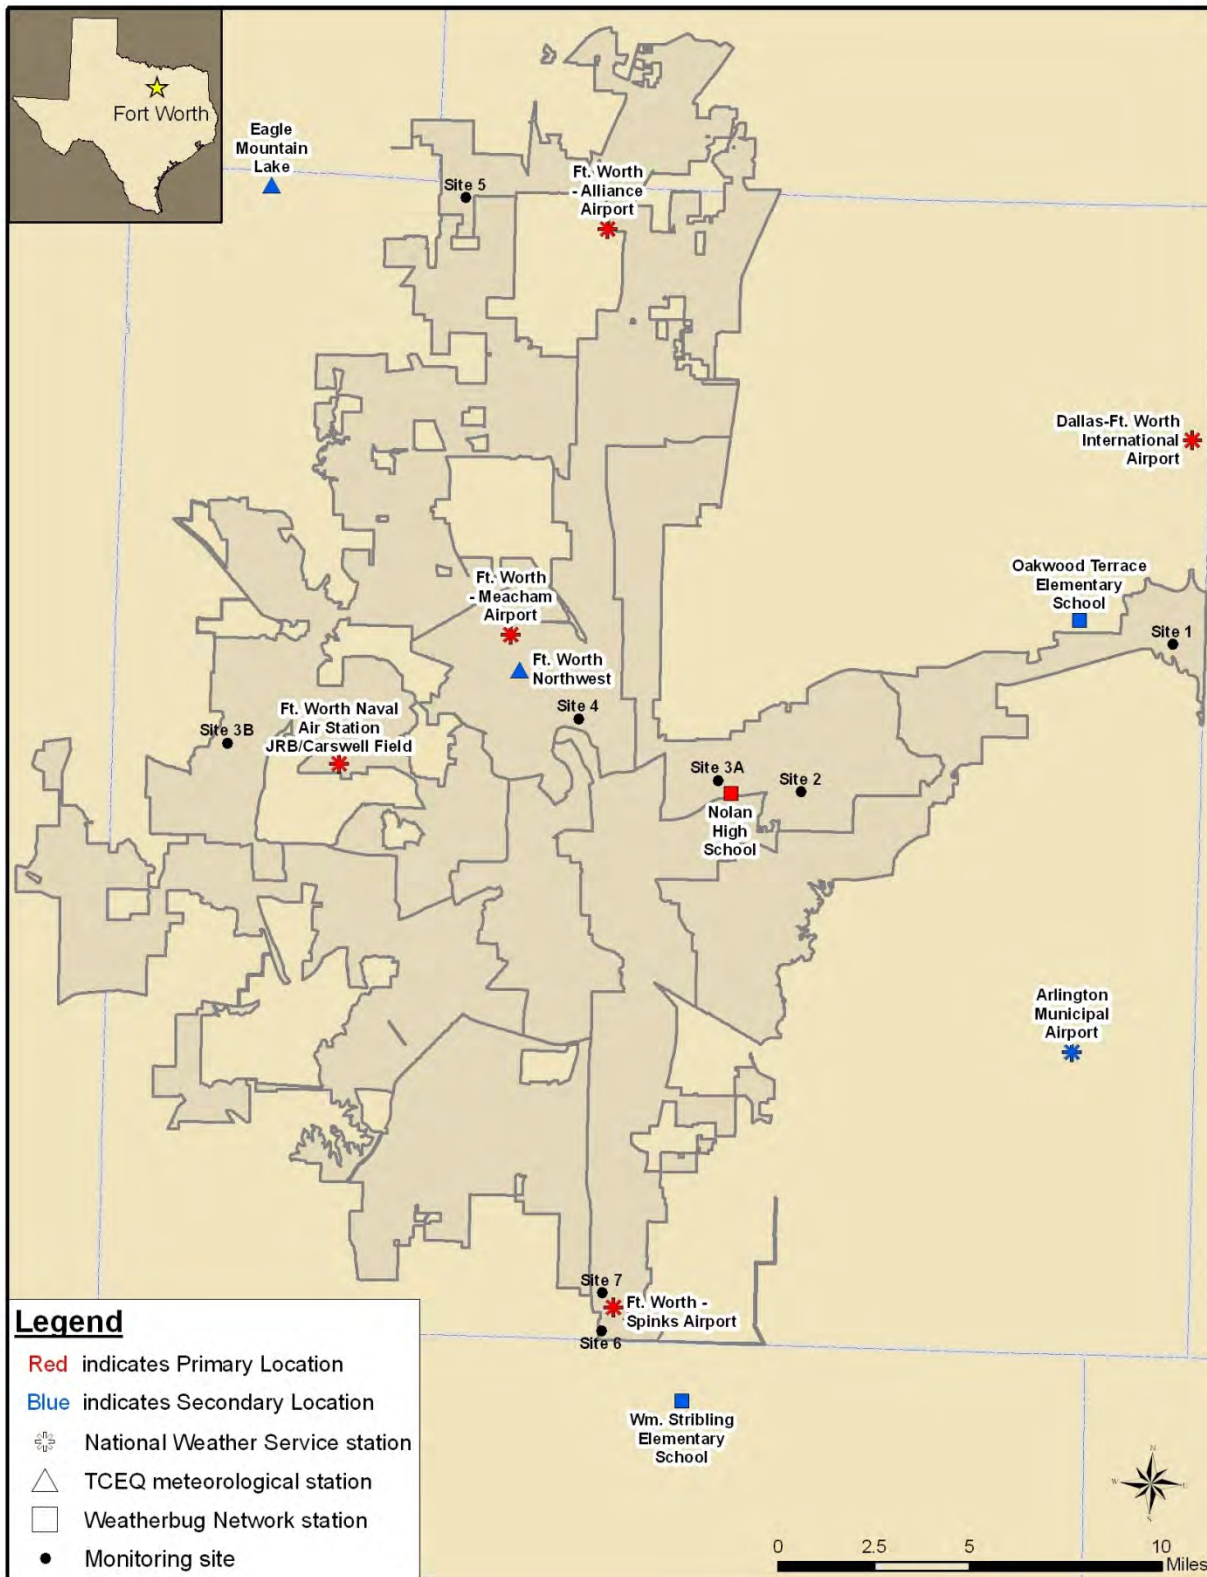 Fort Worth
Eagle
Mountain
Lake
Site 5
Ft. Worth
- Alliance
Airport
Dallas-Ft. Worth
International
Airport
Oakwood Terrace
Elementary
School
Site 1
Ft. Worth
- Meacham
Airport
Ft. Worth
Northwest
Site 4
Ft. Worth Naval
Air Station
JRB/Carswell Field
Site 3B
Site 3A
Site 2
Nolan
High
School
Arlington
Municipal
Airport
Site 7
Ft. Worth -
Spinks Airport
Site 6
Wm. Stribling
Elementary
School
Legend
Red indicates Primary Location
Blue indicates Secondary Location
National Weather Service station
TCEQ meteorological station
Weatherbug Network station
Monitoring site
N
W
E
S
0 2.5 5 10
Miles